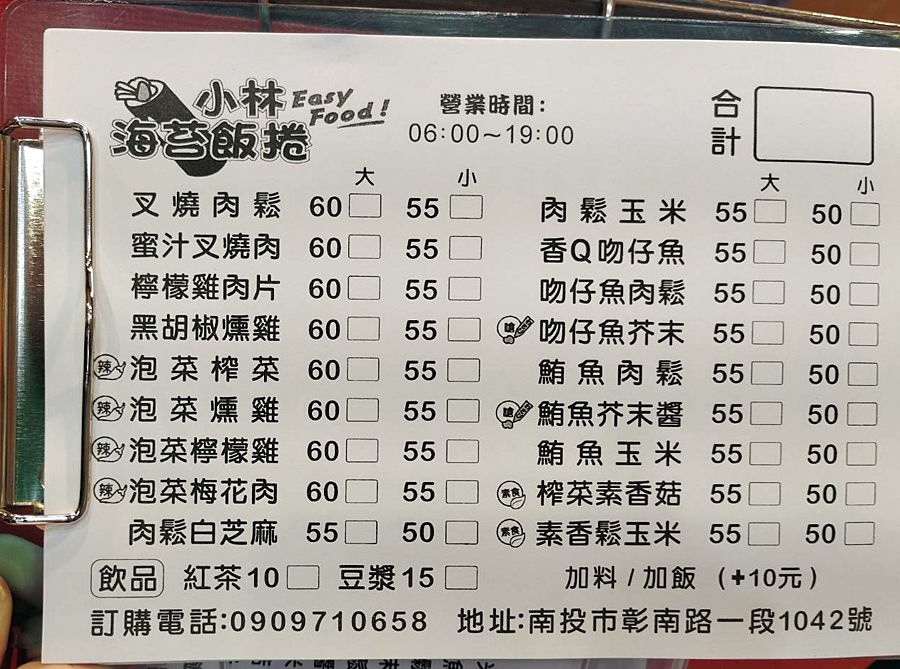 小林 Easy Food!
海苔飯捲
營業時間:
06:00~19:00
合計
大 小
叉燒肉鬆 60 55
蜜汁叉燒肉 60 55
檸檬雞肉片 60 55
黑胡椒燻雞 60 55
辣 泡菜榨菜 60 55
辣 泡菜燻雞 60 55
辣 泡菜檸檬雞 60 55
辣 泡菜梅花肉 60 55
肉鬆白芝麻 55 50
大 小
肉鬆玉米 55 50
香Q吻仔魚 55 50
吻仔魚肉鬆 55 50
嗆 吻仔魚芥末 55 50
鮪魚肉鬆 55 50
嗆 鮪魚芥末醬 55 50
鮪魚玉米 55 50
素食 榨菜素香菇 55 50
素食 素香鬆玉米 55 50
飲品 紅茶10 豆漿15 加料/加飯 (+10元)
訂購電話:0909710658 地址:南投市彰南路一段1042號